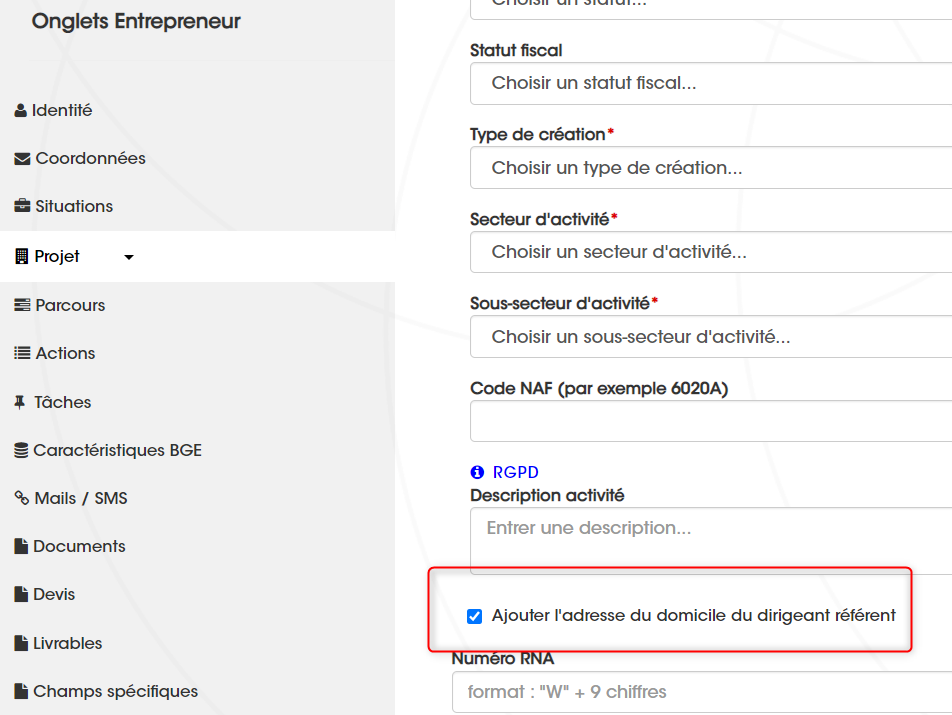 Onglets Entrepreneur
Identité
Coordonnées
Situations
Projet
Parcours
Actions
Tâches
Caractéristiques BGE
Mails / SMS
Documents
Devis
Livrables
Champs spécifiques
Choisir un statut...
Statut fiscal
Choisir un statut fiscal...
Type de création*
Choisir un type de création...
Secteur d'activité*
Choisir un secteur d'activité...
Sous-secteur d'activité*
Choisir un sous-secteur d'activité...
Code NAF (par exemple 6020A)
RGPD
Description activité
Entrer une description...
Ajouter l'adresse du domicile du dirigeant référent
Numéro RNA
format : "W" + 9 chiffres